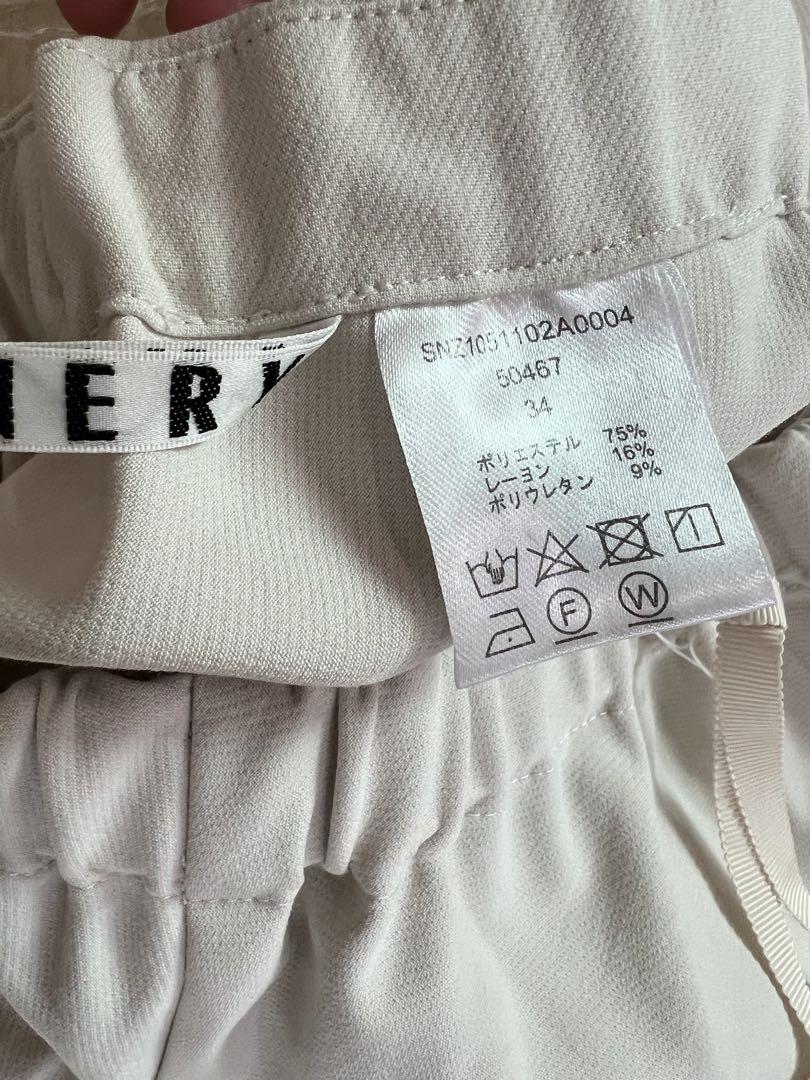 SNZ1051102A0004
50467
34
ポリエステル 75%
レーヨン 16%
ポリウレタン 9%
F W